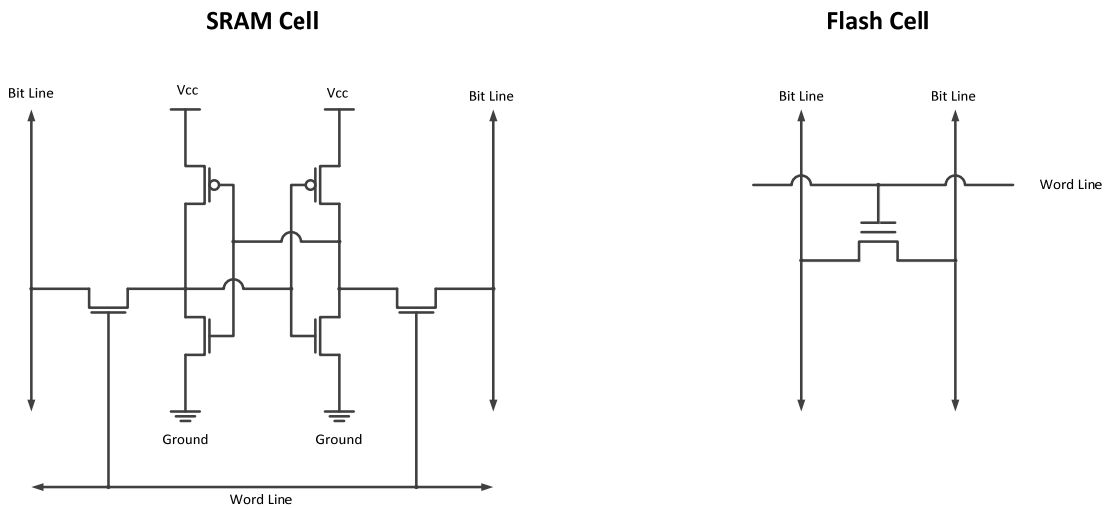 SRAM Cell
Flash Cell
Bit Line
Vcc
Vcc
Bit Line
Bit Line
Bit Line
Word Line
Ground
Ground
Word Line